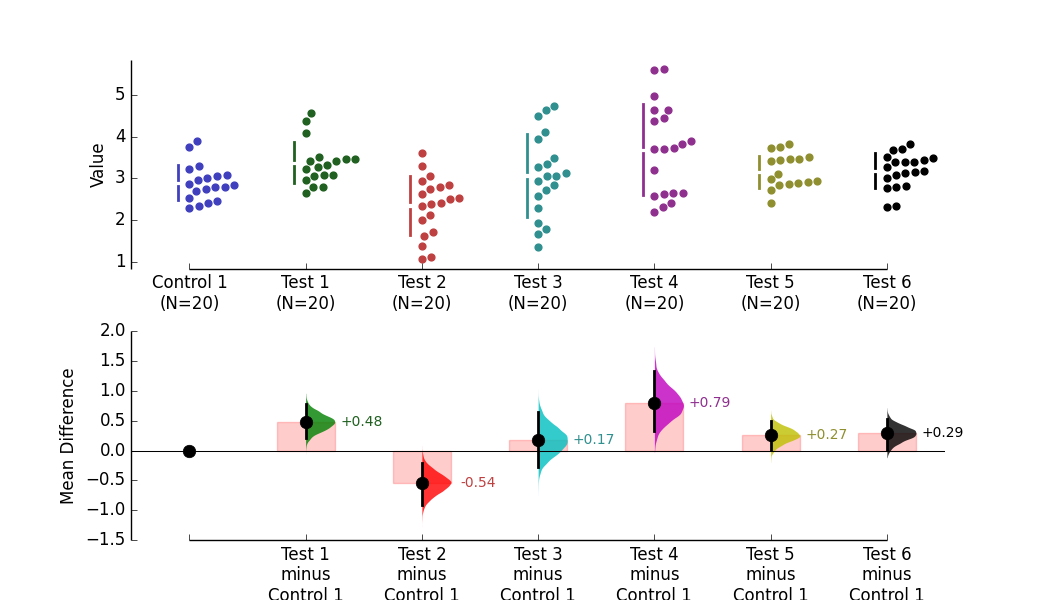 Value
5
4
3
2
1
Control 1 Test 1 Test 2 Test 3 Test 4 Test 5 Test 6
(N=20) (N=20) (N=20) (N=20) (N=20) (N=20) (N=20)
Mean Difference
2.0
1.5
1.0
0.5
0.0
−0.5
−1.0
−1.5
+0.48 -0.54 +0.17 +0.79 +0.27 +0.29
Test 1 Test 2 Test 3 Test 4 Test 5 Test 6
minus minus minus minus minus minus
Control 1 Control 1 Control 1 Control 1 Control 1 Control 1